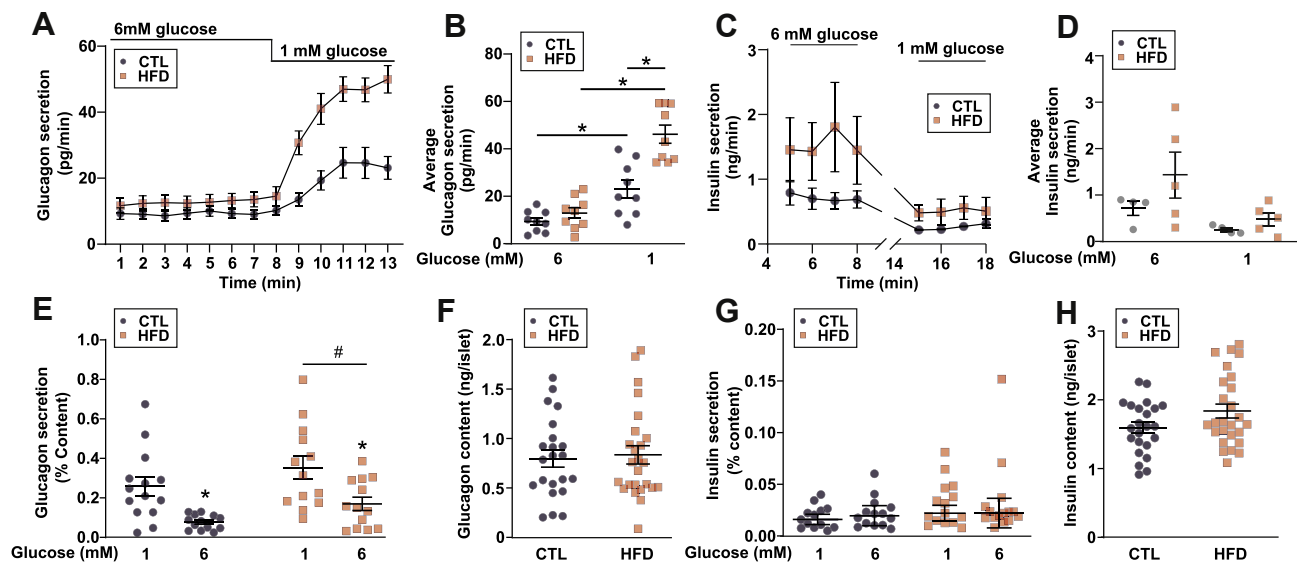 A
6mM glucose
1 mM glucose
CTL
HFD
Glucagon secretion
(pg/min)
60
40
20
0
1 2 3 4 5 6 7 8 9 10 11 12 13
Time (min)
B
CTL
HFD
Average
Glucagon secretion
(pg/min)
80
60
40
20
0
*
*
*
Glucose (mM)
6
1
C
6 mM glucose
1 mM glucose
CTL
HFD
Insulin secretion
(ng/min)
3
2
1
0
4 6 8 14 16 18
Time (min)
D
CTL
HFD
Average
Insulin secretion
(ng/min)
4
3
2
1
0
Glucose (mM)
6
1
E
CTL
HFD
Glucagon secretion
(% Content)
1.0
0.8
0.6
0.4
0.2
0.0
*
#
*
Glucose (mM)
1 6 1 6
F
CTL
HFD
Glucagon content (ng/islet)
2.0
1.5
1.0
0.5
0.0
CTL HFD
G
CTL
HFD
Insulin secretion
(% content)
0.20
0.15
0.10
0.05
0.00
Glucose (mM)
1 6 1 6
H
CTL
HFD
Insulin content (ng/islet)
3
2
1
0
CTL HFD